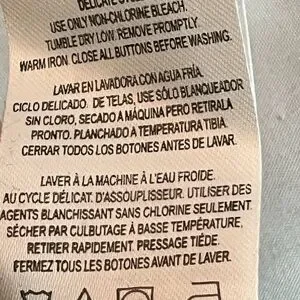 DELICATE
USE ONLY NON-CHLORINE BLEACH,
TUMBLE DRY LOW. REMOVE PROMPTLY.
WARM IRON. CLOSE ALL BUTTONS BEFORE WASHING.
LAVAR EN LAVADORA CON AGUA FRÍA.
CICLO DELICADO. DE TELAS, USE SÓLO BLANQUEADOR
SIN CLORO, SECADO A MÁQUINA PERO RETIRALA
PRONTO. PLANCHADO A TEMPERATURA TIBIA.
CERRAR TODOS LOS BOTONES ANTES DE LAVAR.
LAVER À LA MACHINE À L'EAU FROIDE.
AU CYCLE DÉLICAT. D'ASSOUPLISSEUR. UTILISER DES
AGENTS BLANCHISSANT SANS CHLORINE SEULEMENT.
SÉCHER PAR CULBUTAGE À BASSE TEMPÉRATURE,
RETIRER RAPIDEMENT. PRESSAGE TIÉDE.
FERMEZ TOUS LES BOTONES AVANT DE LAVER.